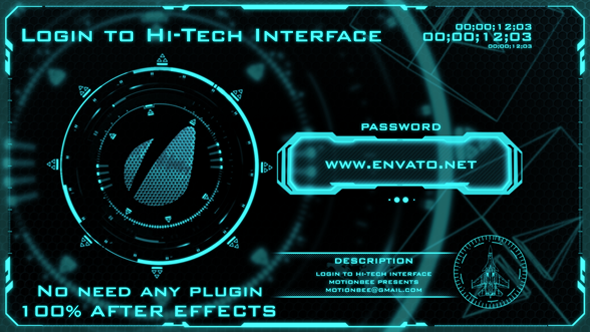 Login to Hi-Tech Interface
00;00;12;03
00;00;12;03
00;00;12;03
PASSWORD
WWW.ENVATO.NET
DESCRIPTION
LOGIN TO HI-TECH INTERFACE
MOTIONBEE PRESENTS
MOTIONBEE@GMAIL.COM
No need any plugin
100% AFTER EFFECTS